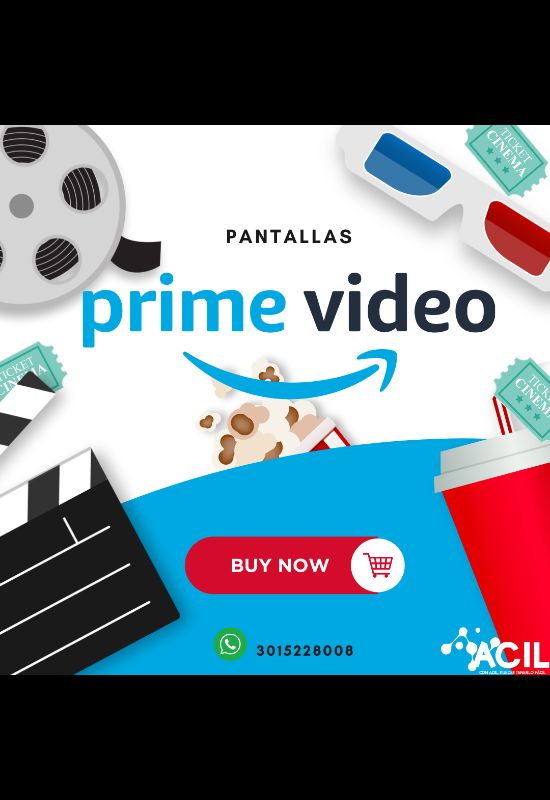 TICKET
CINEMA
PANTALLAS
prime video
TICKET
CINEMA
TICKET
CINEMA
BUY NOW
3015228008
ACIL